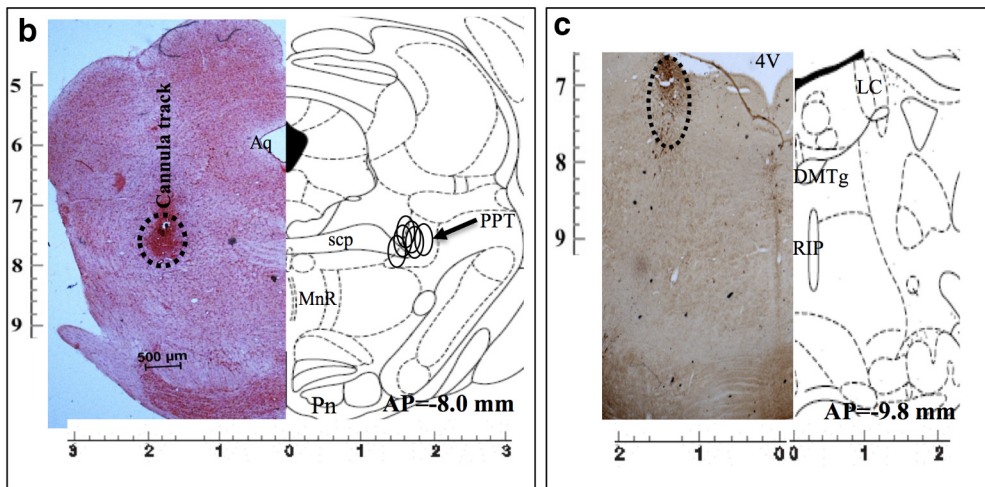 b
5
6
7
8
9
Cannula track
Aq
scp
PPT
MnR
500 µm
Pn
AP=-8.0 mm
3 2 1 0 1 2 3
c
7
8
9
4V
LC
DMTg
RIP
AP=-9.8 mm
2 1 0 0 1 2